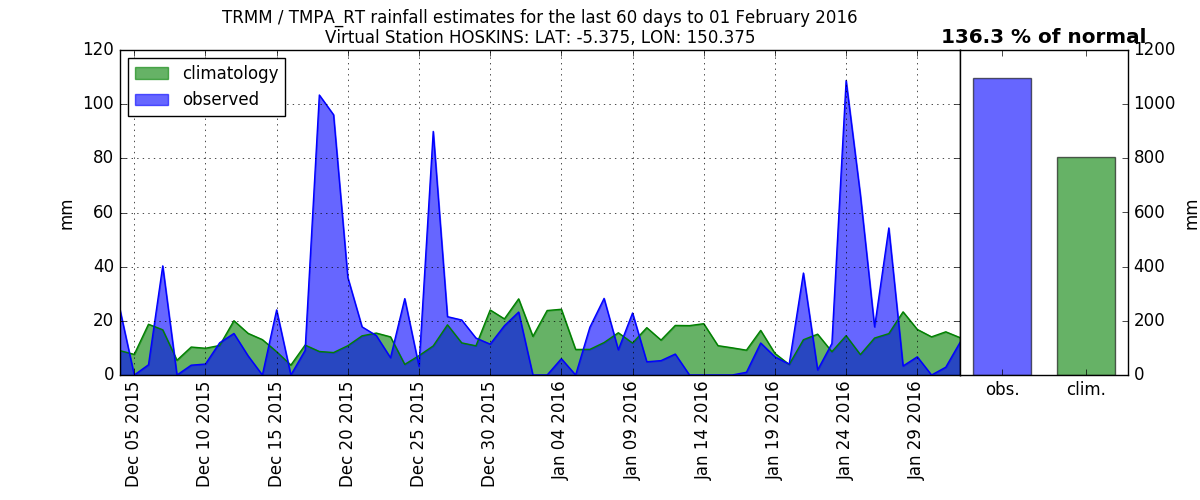 TRMM / TMPA_RT rainfall estimates for the last 60 days to 01 February 2016
Virtual Station HOSKINS: LAT: -5.375, LON: 150.375
136.3 % of normal
climatology
observed
mm
120
100
80
60
40
20
0
Dec 05 2015
Dec 10 2015
Dec 15 2015
Dec 20 2015
Dec 25 2015
Dec 30 2015
Jan 04 2016
Jan 09 2016
Jan 14 2016
Jan 19 2016
Jan 24 2016
Jan 29 2016
obs.
clim.
1200
1000
800
600
400
200
0
mm